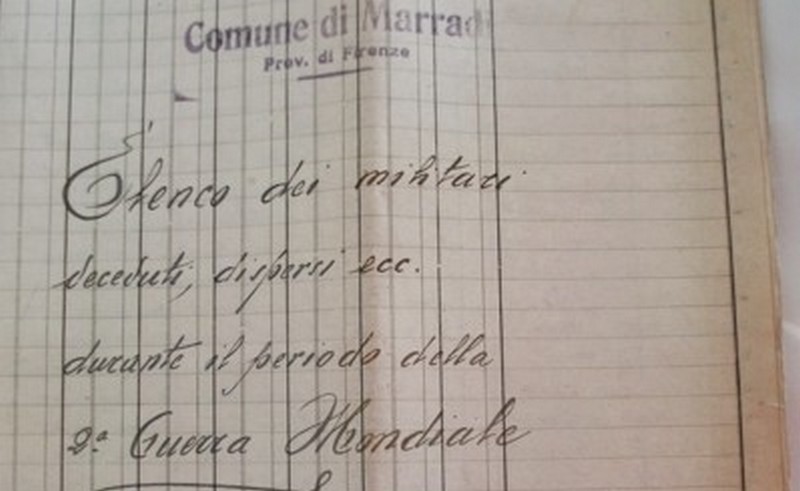 Comune di Marradi
Prov. di Firenze
Elenco dei militari
deceduti, dispersi ecc.
durante il periodo della
2ª Guerra Mondiale